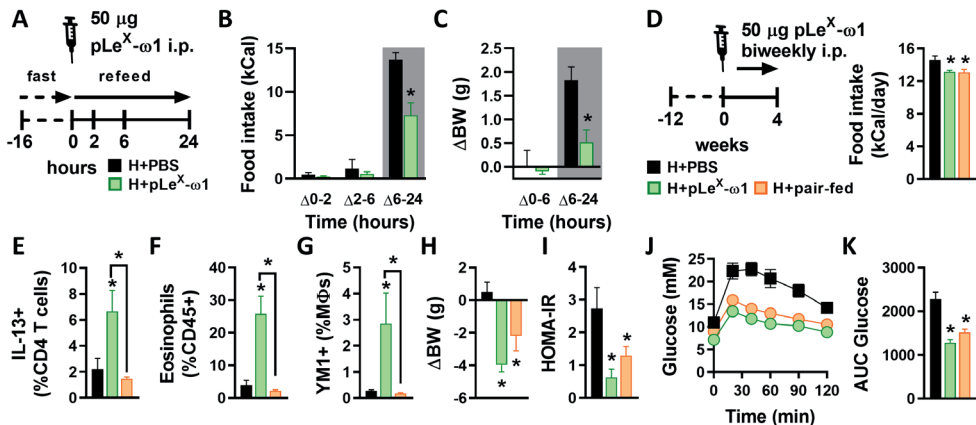 A
50 µg
pLeX-ω1 i.p.
fast
refeed
-16
0
2
6
24
hours
H+PBS
H+pLeX-ω1
B
Food intake (kCal)
15
10
5
0
Δ0-2
Δ2-6
Δ6-24
*
Time (hours)
C
ΔBW (g)
2.5
2.0
1.5
1.0
0.5
0.0
Δ0-6
Δ6-24
*
Time (hours)
D
50 µg pLeX-ω1
biweekly i.p.
-12
0
4
weeks
H+PBS
H+pLeX-ω1
H+pair-fed
Food intake
(kCal/day)
20
15
10
5
0
* *
E
IL-13+
(%CD4 T cells)
10
8
6
4
2
0
*
*
F
Eosinophils
(%CD45+)
40
30
20
10
0
*
*
G
YM1+ (%MΦs)
5
4
3
2
1
0
*
*
H
ΔBW (g)
2
0
-2
-4
-6
* *
I
HOMA-IR
4
3
2
1
0
* *
J
Glucose (mM)
25
20
15
10
5
0
0
30
60
90
120
Time (min)
K
AUC Glucose
3000
2000
1000
0
* *